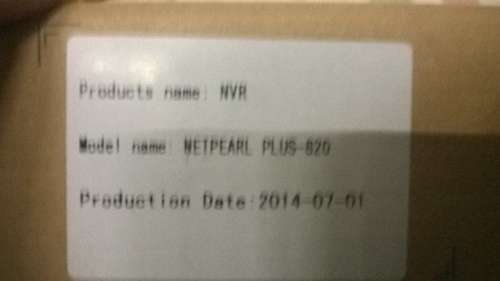 Products name: NVR
Model name: NETPEARL PLUS-820
Production Date:2014-07-01